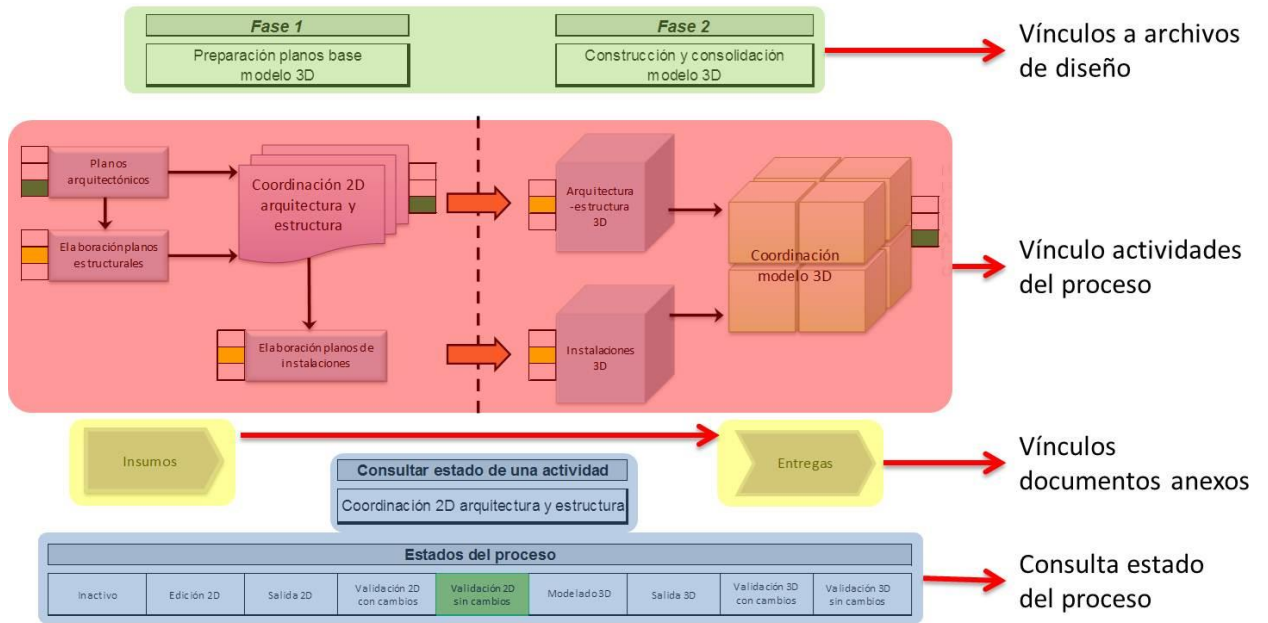 Fase 1
Fase 2
Preparación planos base
modelo 3D
Construcción y consolidación
modelo 3D
Vínculos a archivos
de diseño
Planos
arquitectónicos
Coordinación 2D
arquitectura y
estructura
Arquitectura
-estructura
3D
Elaboración planos
estructurales
Coordinación
modelo 3D
Vínculo actividades
del proceso
Elaboración planos de
instalaciones
Instalaciones
3D
Insumos
Entregas
Vínculos
documentos anexos
Consultar estado de una actividad
Coordinación 2D arquitectura y estructura
Estados del proceso
Inactivo
Edición 2D
Salida 2D
Validación 2D
con cambios
Validación 2D
sin cambios
Modelado 3D
Salida 3D
Validación 3D
con cambios
Validación 3D
sin cambios
Consulta estado
del proceso